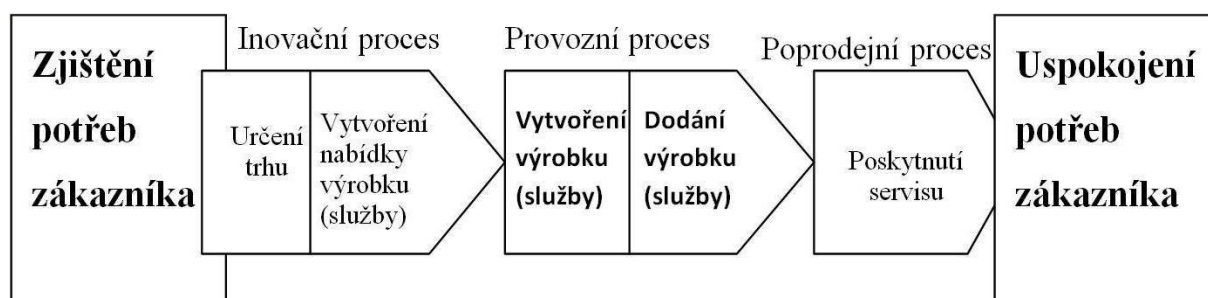 Zjištění
potřeb
zákazníka
Inovační proces
Určení
trhu
Vytvoření
nabídky
výrobku
(služby)
Provozní proces
Vytvoření
výrobku
(služby)
Dodání
výrobku
(služby)
Poprodejní proces
Poskytnutí
servisu
Uspokojení
potřeb
zákazníka